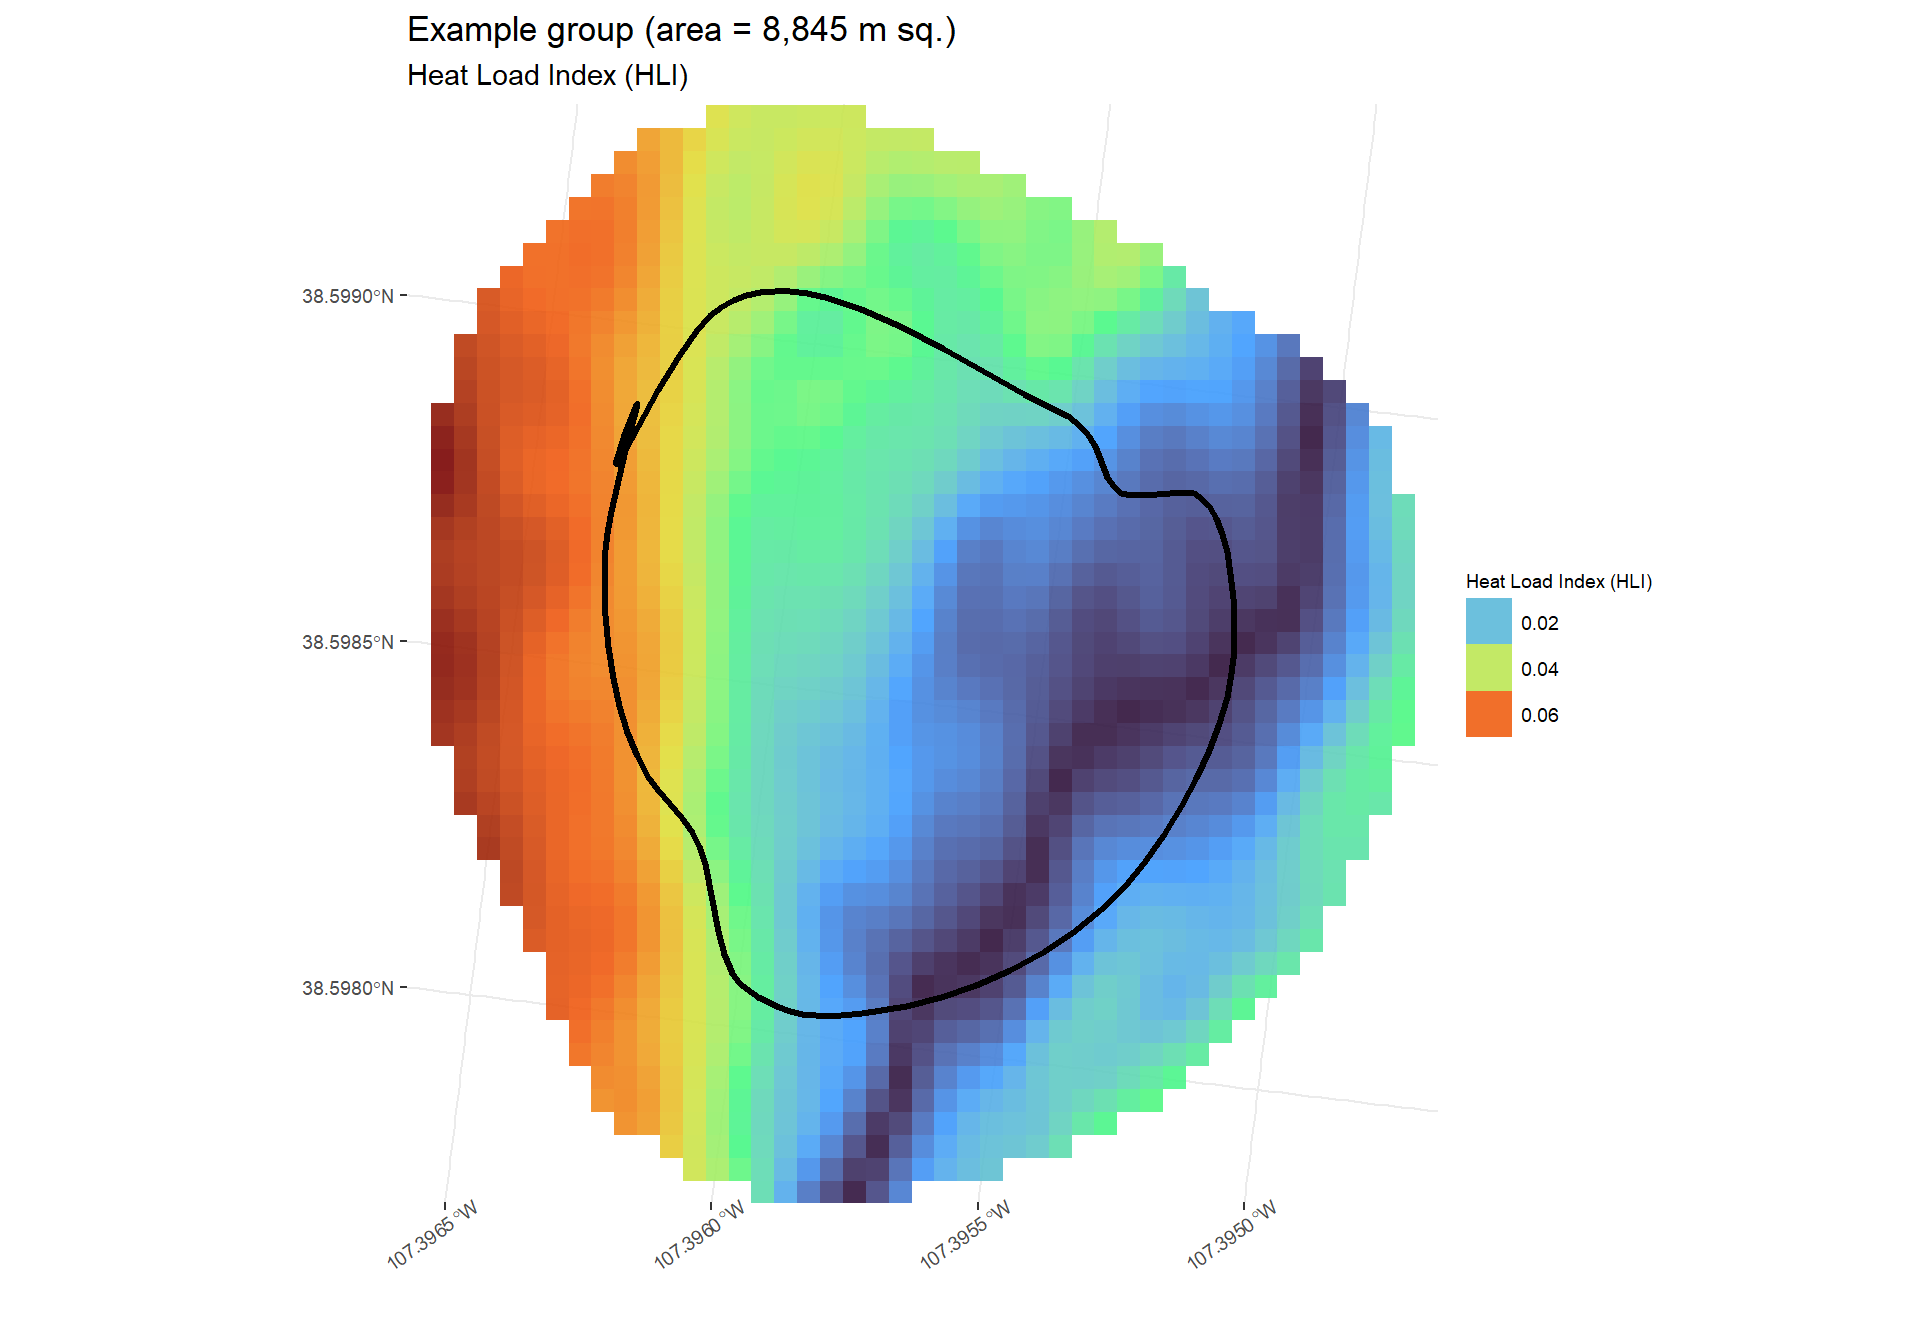 Example group (area = 8,845 m sq.)
Heat Load Index (HLI)
38.5990°N
38.5985°N
38.5980°N
107.3965°W
107.3960°W
107.3955°W
107.3950°W
Heat Load Index (HLI)
0.02
0.04
0.06